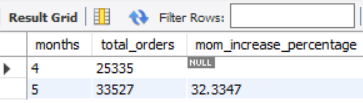 Result Grid Filter Rows:
months total_orders mom_increase_percentage
4 25335 NULL
5 33527 32.3347